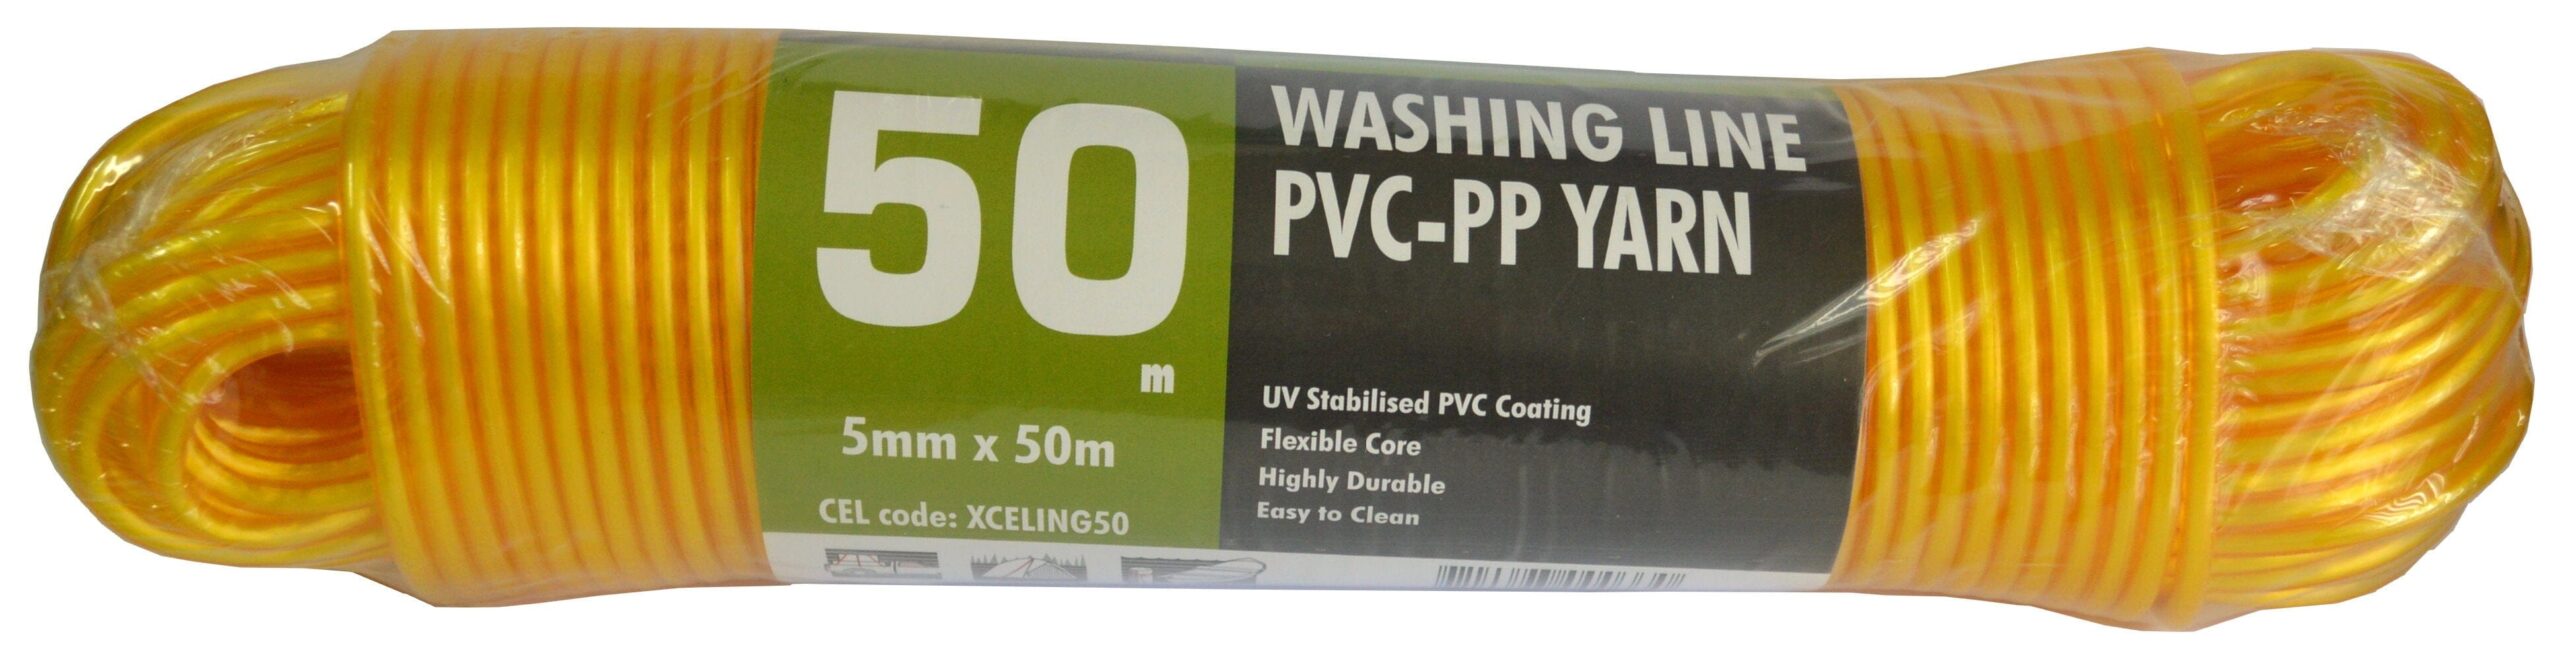 50
m
5mm x 50m
CEL code: XCELING50
WASHING LINE
PVC-PP YARN
UV Stabilised PVC Coating
Flexible Core
Highly Durable
Easy to Clean